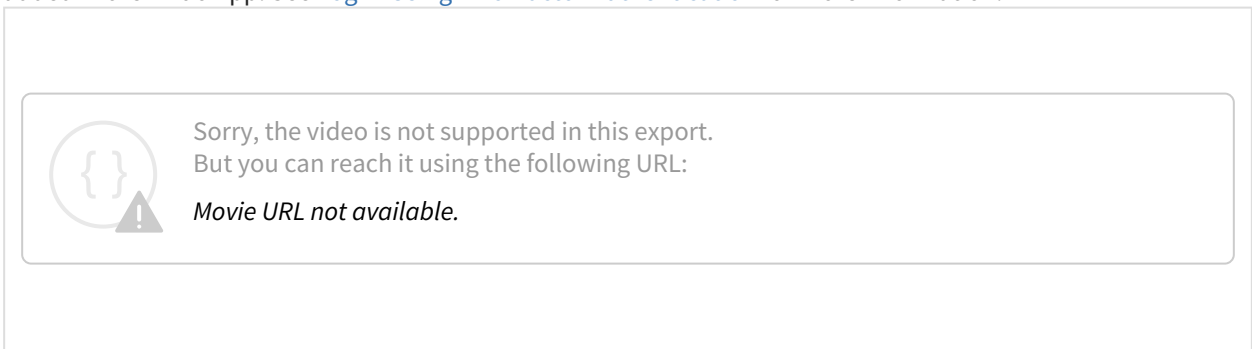 Sorry, the video is not supported in this export.
But you can reach it using the following URL:
Movie URL not available.